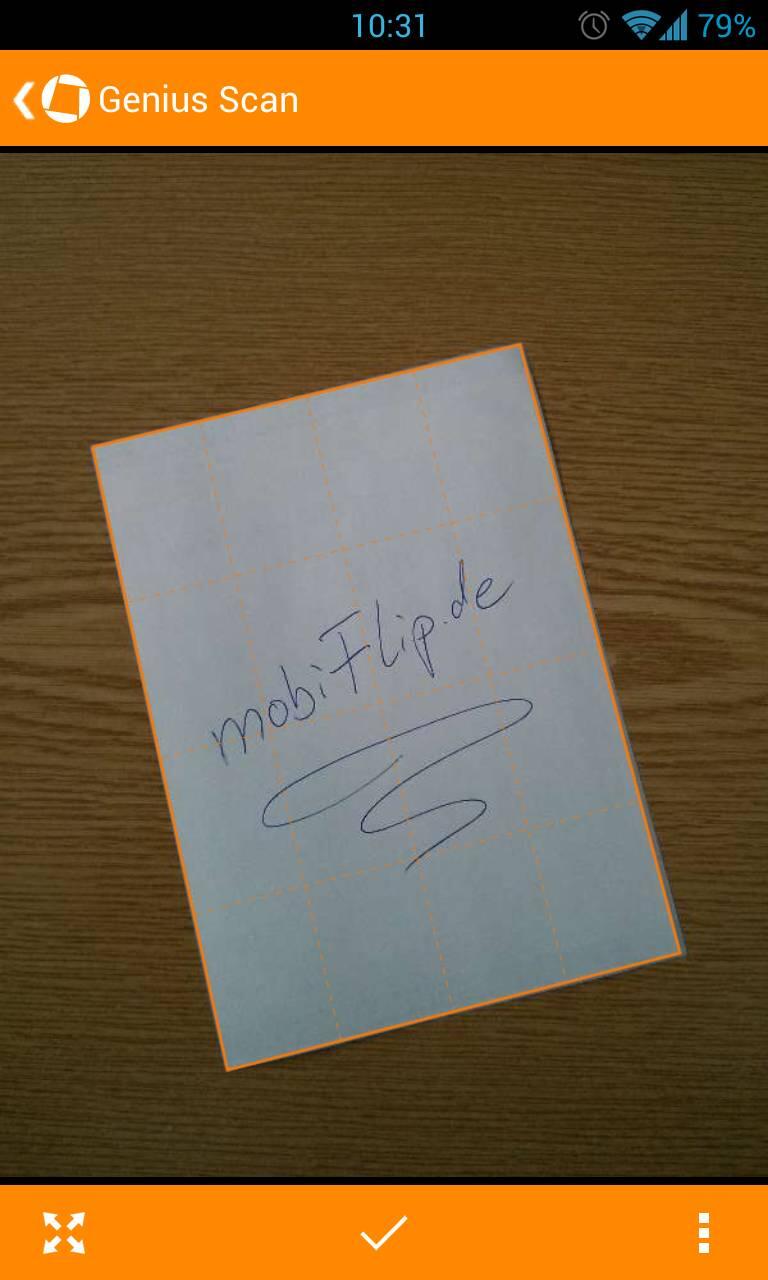 10:31
79%
Genius Scan
mobiFlip.de